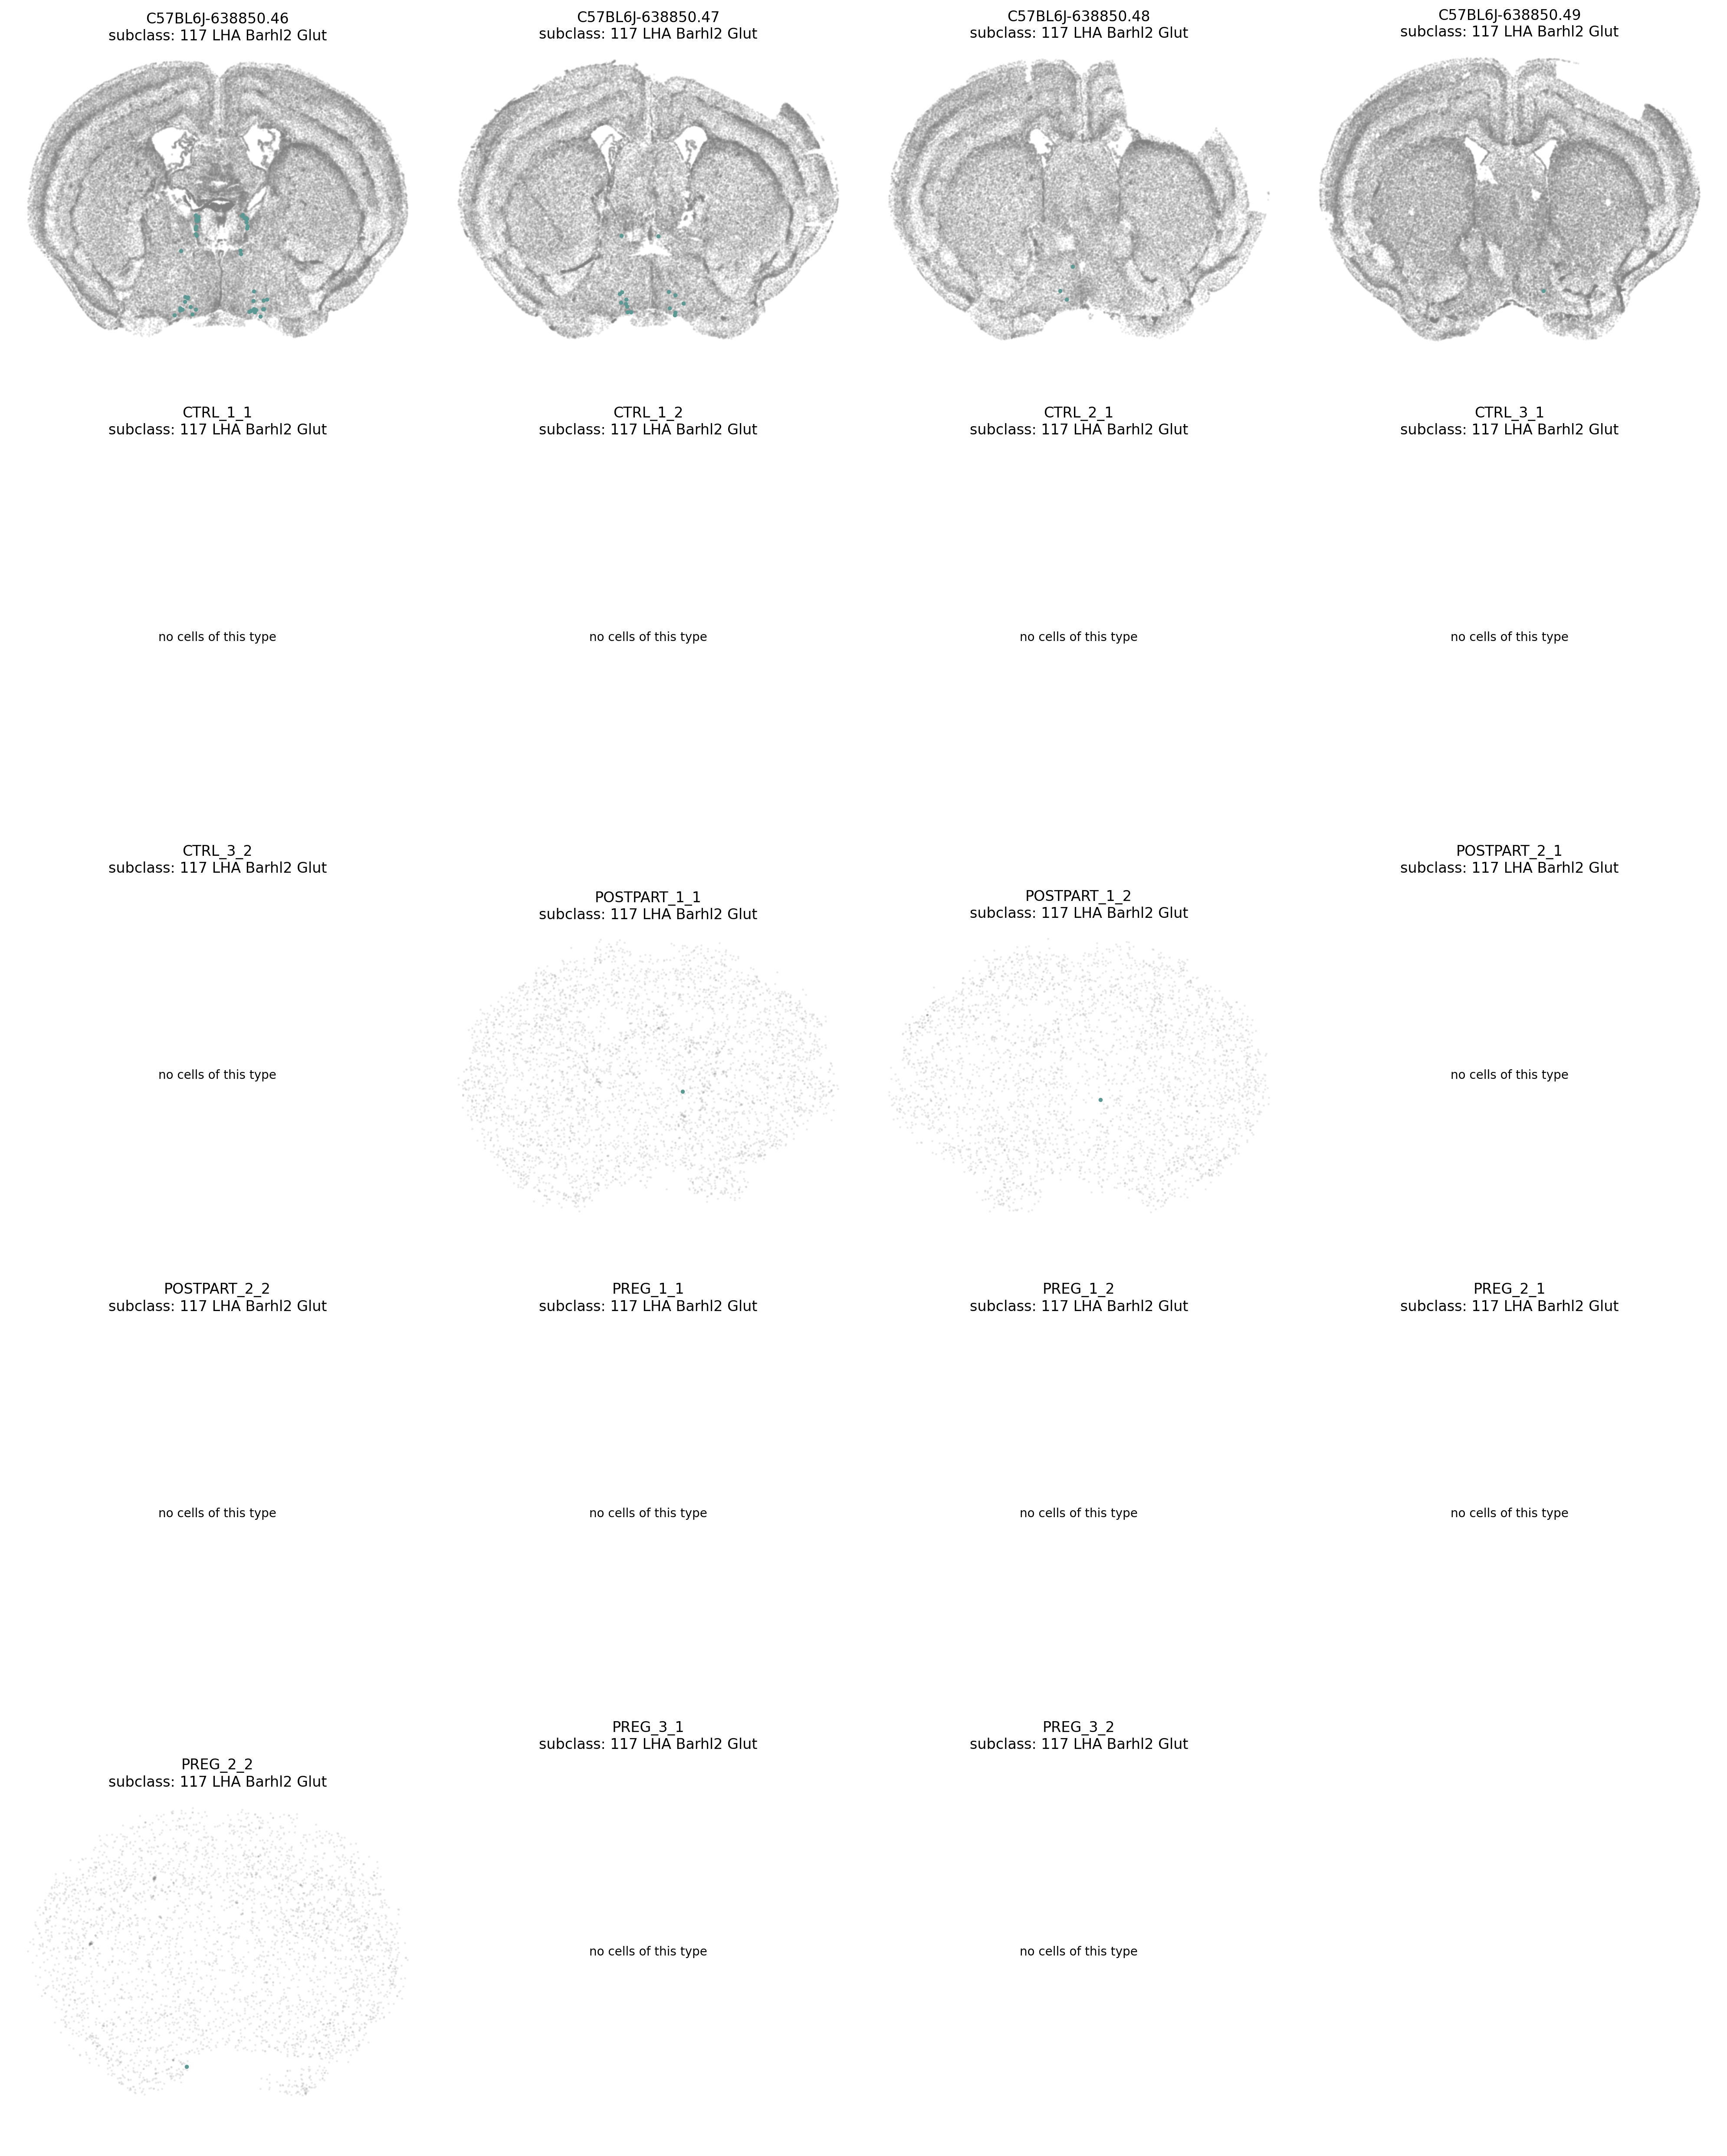 C57BL6J-638850.46
subclass: 117 LHA Barhl2 Glut
C57BL6J-638850.47
subclass: 117 LHA Barhl2 Glut
C57BL6J-638850.48
subclass: 117 LHA Barhl2 Glut
C57BL6J-638850.49
subclass: 117 LHA Barhl2 Glut
CTRL_1_1
subclass: 117 LHA Barhl2 Glut
no cells of this type
CTRL_1_2
subclass: 117 LHA Barhl2 Glut
no cells of this type
CTRL_2_1
subclass: 117 LHA Barhl2 Glut
no cells of this type
CTRL_3_1
subclass: 117 LHA Barhl2 Glut
no cells of this type
CTRL_3_2
subclass: 117 LHA Barhl2 Glut
no cells of this type
POSTPART_1_1
subclass: 117 LHA Barhl2 Glut
POSTPART_1_2
subclass: 117 LHA Barhl2 Glut
POSTPART_2_1
subclass: 117 LHA Barhl2 Glut
no cells of this type
POSTPART_2_2
subclass: 117 LHA Barhl2 Glut
no cells of this type
PREG_1_1
subclass: 117 LHA Barhl2 Glut
no cells of this type
PREG_1_2
subclass: 117 LHA Barhl2 Glut
no cells of this type
PREG_2_1
subclass: 117 LHA Barhl2 Glut
no cells of this type
PREG_2_2
subclass: 117 LHA Barhl2 Glut
PREG_3_1
subclass: 117 LHA Barhl2 Glut
no cells of this type
PREG_3_2
subclass: 117 LHA Barhl2 Glut
no cells of this type